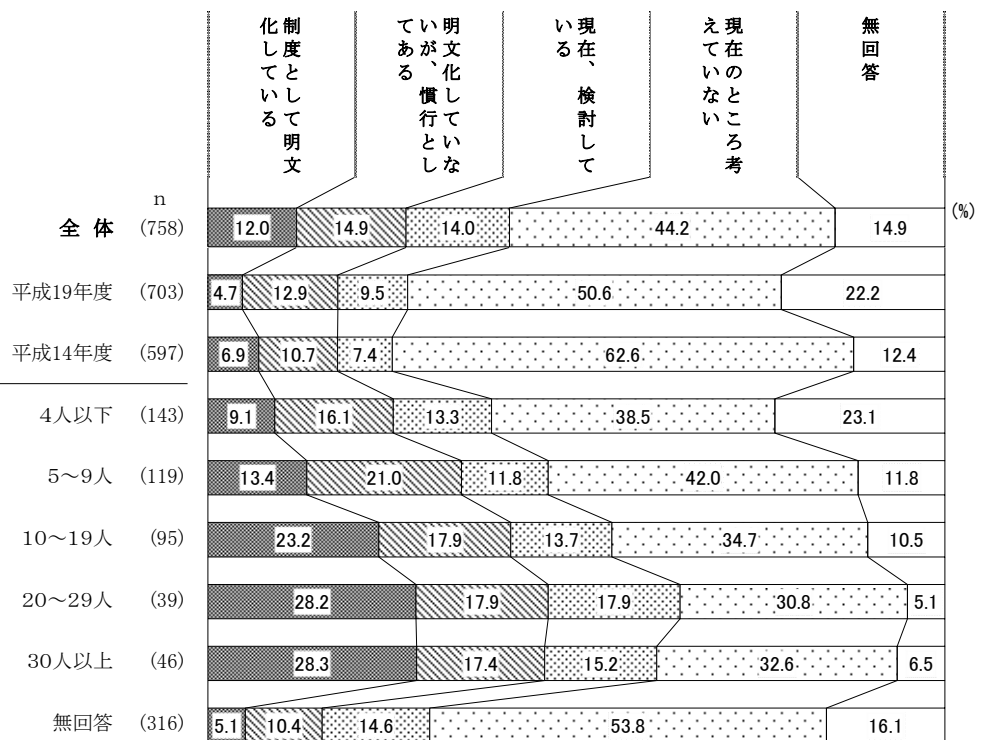 制度として明文
化している
明文化していな
いが、慣行とし
てある
現在、検討して
いる
現在のところ考
えていない
無回答
n
(%)
全 体 (758) 12.0 14.9 14.0 44.2 14.9
平成19年度 (703) 4.7 12.9 9.5 50.6 22.2
平成14年度 (597) 6.9 10.7 7.4 62.6 12.4
4人以下 (143) 9.1 16.1 13.3 38.5 23.1
5～9人 (119) 13.4 21.0 11.8 42.0 11.8
10～19人 (95) 23.2 17.9 13.7 34.7 10.5
20～29人 (39) 28.2 17.9 17.9 30.8 5.1
30人以上 (46) 28.3 17.4 15.2 32.6 6.5
無回答 (316) 5.1 10.4 14.6 53.8 16.1